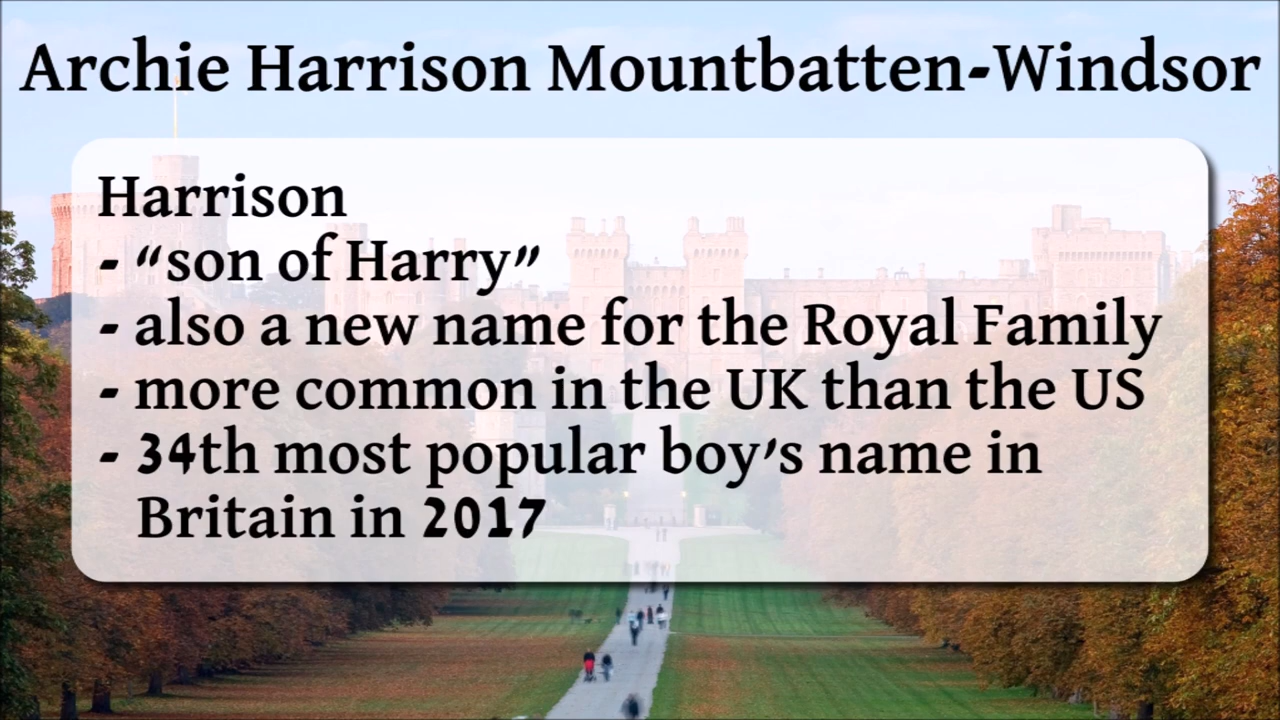 Archie Harrison Mountbatten-Windsor
Harrison
- “son of Harry”
- also a new name for the Royal Family
- more common in the UK than the US
- 34th most popular boy’s name in
Britain in 2017